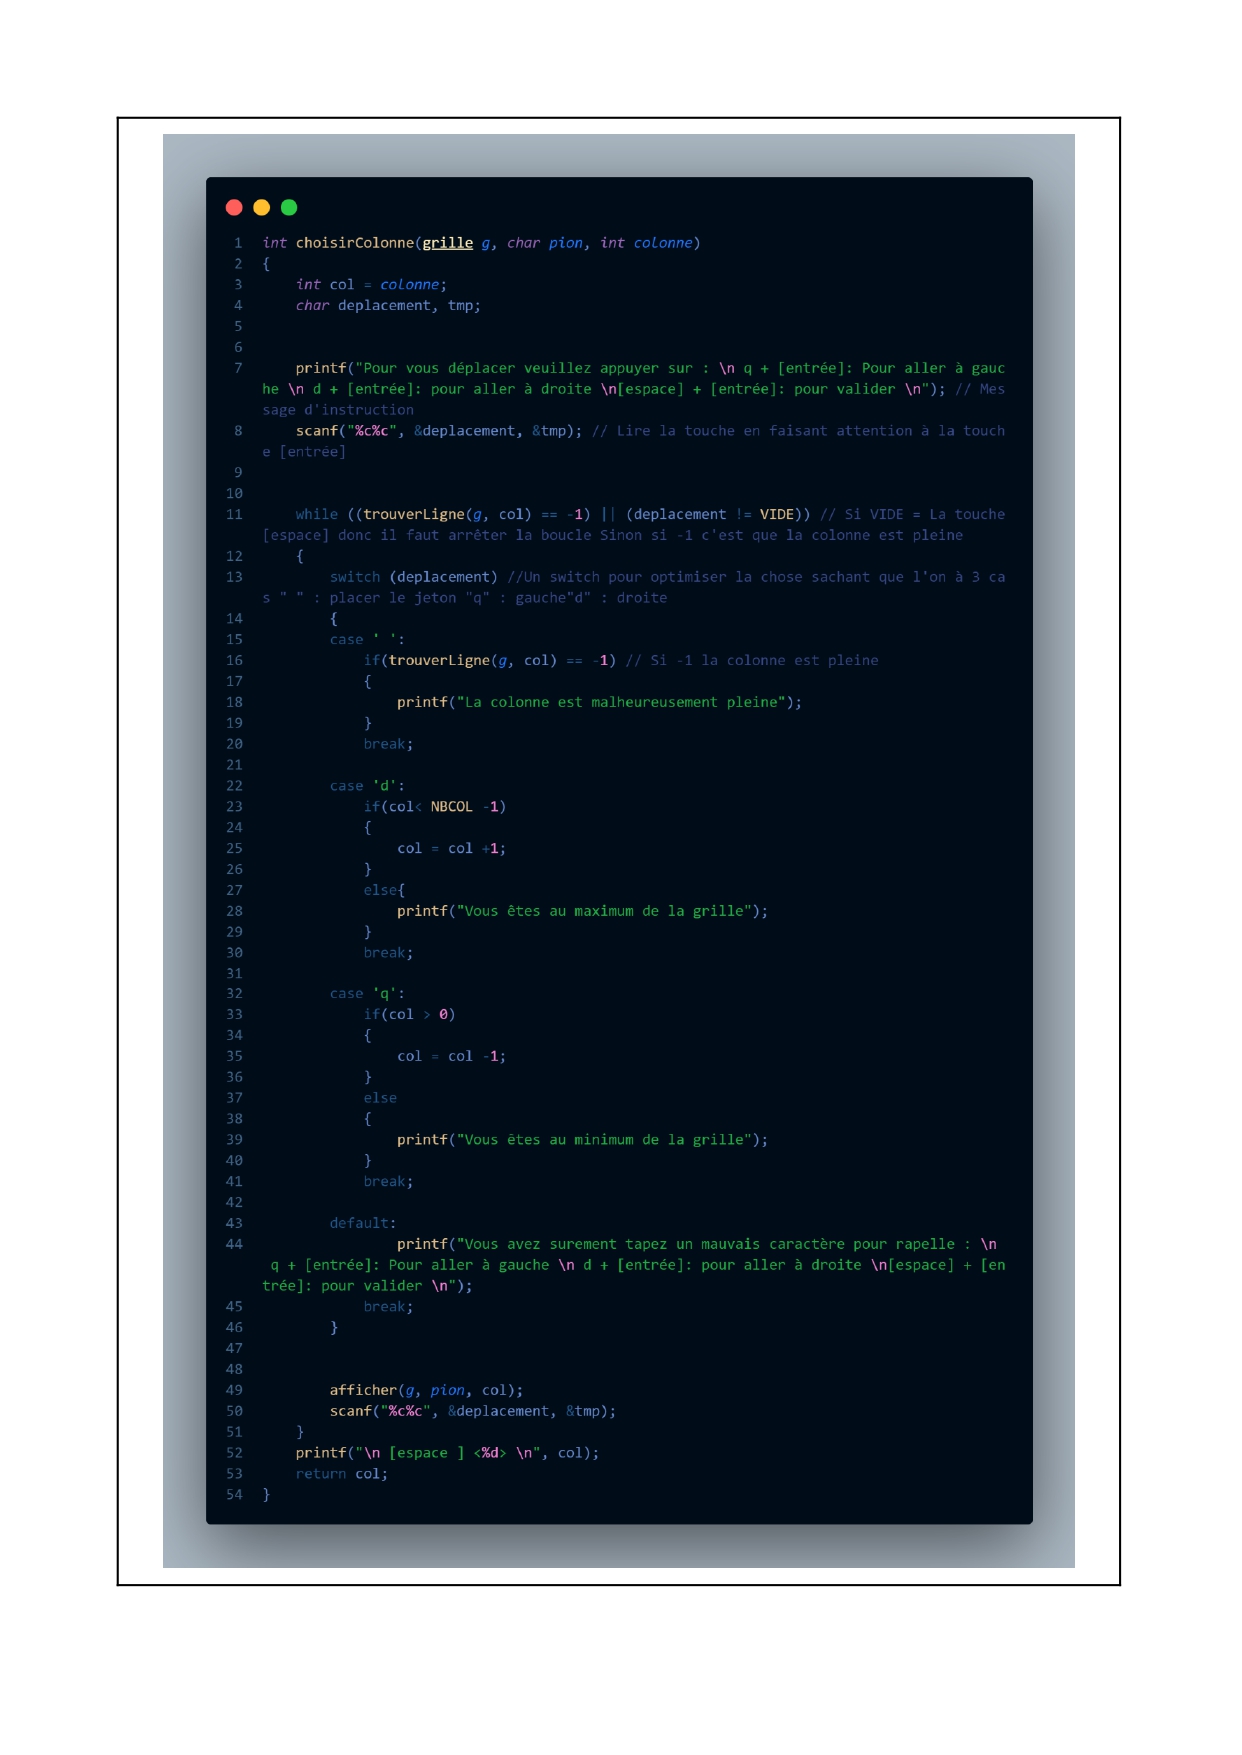 1 int choisirColonne(grille g, char pion, int colonne)
2 {
3     int col = colonne;
4     char deplacement, tmp;
5
6
7     printf("Pour vous déplacer veuillez appuyer sur : \n q + [entrée]: Pour aller à gauc
he \n d + [entrée]: pour aller à droite \n[espace] + [entrée]: pour valider \n"); // Mes
sage d'instruction
8     scanf("%c%c", &deplacement, &tmp); // Lire la touche en faisant attention à la touch
e [entrée]
9
10
11     while ((trouverLigne(g, col) == -1) || (deplacement != VIDE)) // Si VIDE = La touche
[espace] donc il faut arrêter la boucle Sinon si -1 c'est que la colonne est pleine
12     {
13         switch (deplacement) //Un switch pour optimiser la chose sachant que l'on à 3 ca
s " " : placer le jeton "q" : gauche"d" : droite
14         {
15         case ' ':
16             if(trouverLigne(g, col) == -1) // Si -1 la colonne est pleine
17             {
18                 printf("La colonne est malheureusement pleine");
19             }
20             break;
21
22         case 'd':
23             if(col< NBCOL -1)
24             {
25                 col = col +1;
26             }
27             else{
28                 printf("Vous êtes au maximum de la grille");
29             }
30             break;
31
32         case 'q':
33             if(col > 0)
34             {
35                 col = col -1;
36             }
37             else
38             {
39                 printf("Vous êtes au minimum de la grille");
40             }
41             break;
42
43         default:
44                 printf("Vous avez surement tapez un mauvais caractère pour rapelle : \n
 q + [entrée]: Pour aller à gauche \n d + [entrée]: pour aller à droite \n[espace] + [en
trée]: pour valider \n");
45             break;
46         }
47
48
49         afficher(g, pion, col);
50         scanf("%c%c", &deplacement, &tmp);
51     }
52     printf("\n [espace ] <%d> \n", col);
53     return col;
54 }